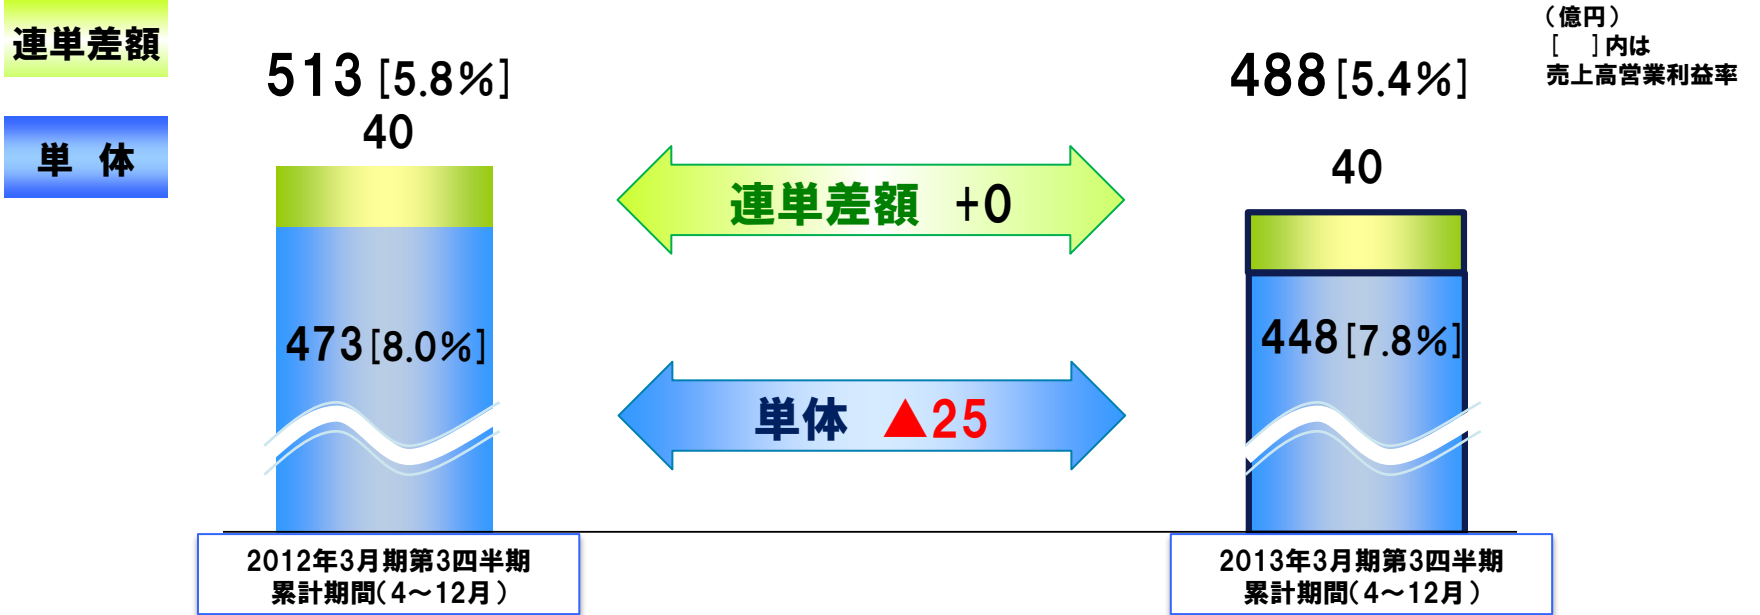 連単差額
単 体
(億円)
[ ]内は
売上高営業利益率
513 [5.8%]
40
473[8.0%]
488[5.4%]
40
448[7.8%]
連単差額 +0
単体 ▲25
2012年3月期第3四半期
累計期間(4～12月)
2013年3月期第3四半期
累計期間(4～12月)